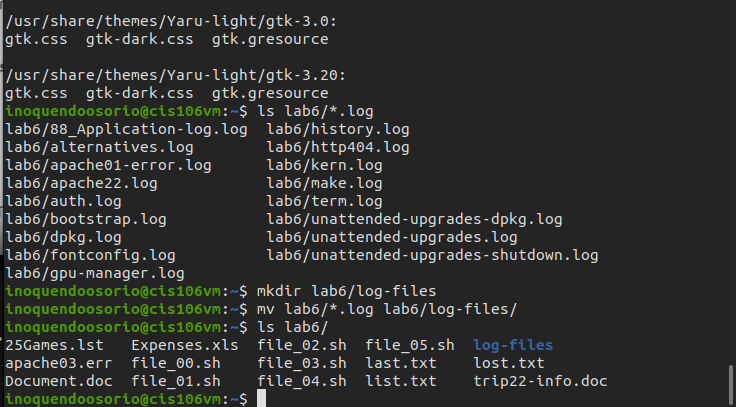 /usr/share/themes/Yaru-light/gtk-3.0:
gtk.css  gtk-dark.css  gtk.gresource

/usr/share/themes/Yaru-light/gtk-3.20:
gtk.css  gtk-dark.css  gtk.gresource
inoquendoosorio@cis106vm:~$ ls lab6/*.log
lab6/88_Application-log.log  lab6/history.log
lab6/alternatives.log        lab6/http404.log
lab6/apache01-error.log      lab6/kern.log
lab6/apache22.log            lab6/make.log
lab6/auth.log                lab6/term.log
lab6/bootstrap.log           lab6/unattended-upgrades-dpkg.log
lab6/dpkg.log                lab6/unattended-upgrades.log
lab6/fontconfig.log          lab6/unattended-upgrades-shutdown.log
lab6/gpu-manager.log
inoquendoosorio@cis106vm:~$ mkdir lab6/log-files
inoquendoosorio@cis106vm:~$ mv lab6/*.log lab6/log-files/
inoquendoosorio@cis106vm:~$ ls lab6/
25Games.lst   Expenses.xls  file_02.sh  file_05.sh  log-files
apache03.err  file_00.sh    file_03.sh  last.txt    lost.txt
Document.doc  file_01.sh    file_04.sh  list.txt    trip22-info.doc
inoquendoosorio@cis106vm:~$